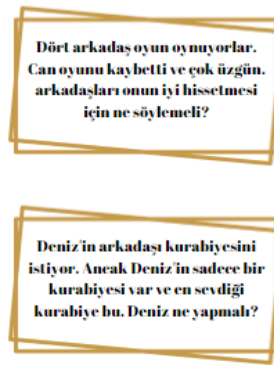 Dört arkadaş oyun oynuyorlar.
Can oyunu kaybetti ve çok üzgün.
arkadaşları onun iyi hissetmesi
için ne söylemeli?
Deniz'in arkadaşı kurabiyesini
istiyor. Ancak Deniz'in sadece bir
kurabiyesi var ve en sevdiği
kurabiye bu. Deniz ne yapmalı?